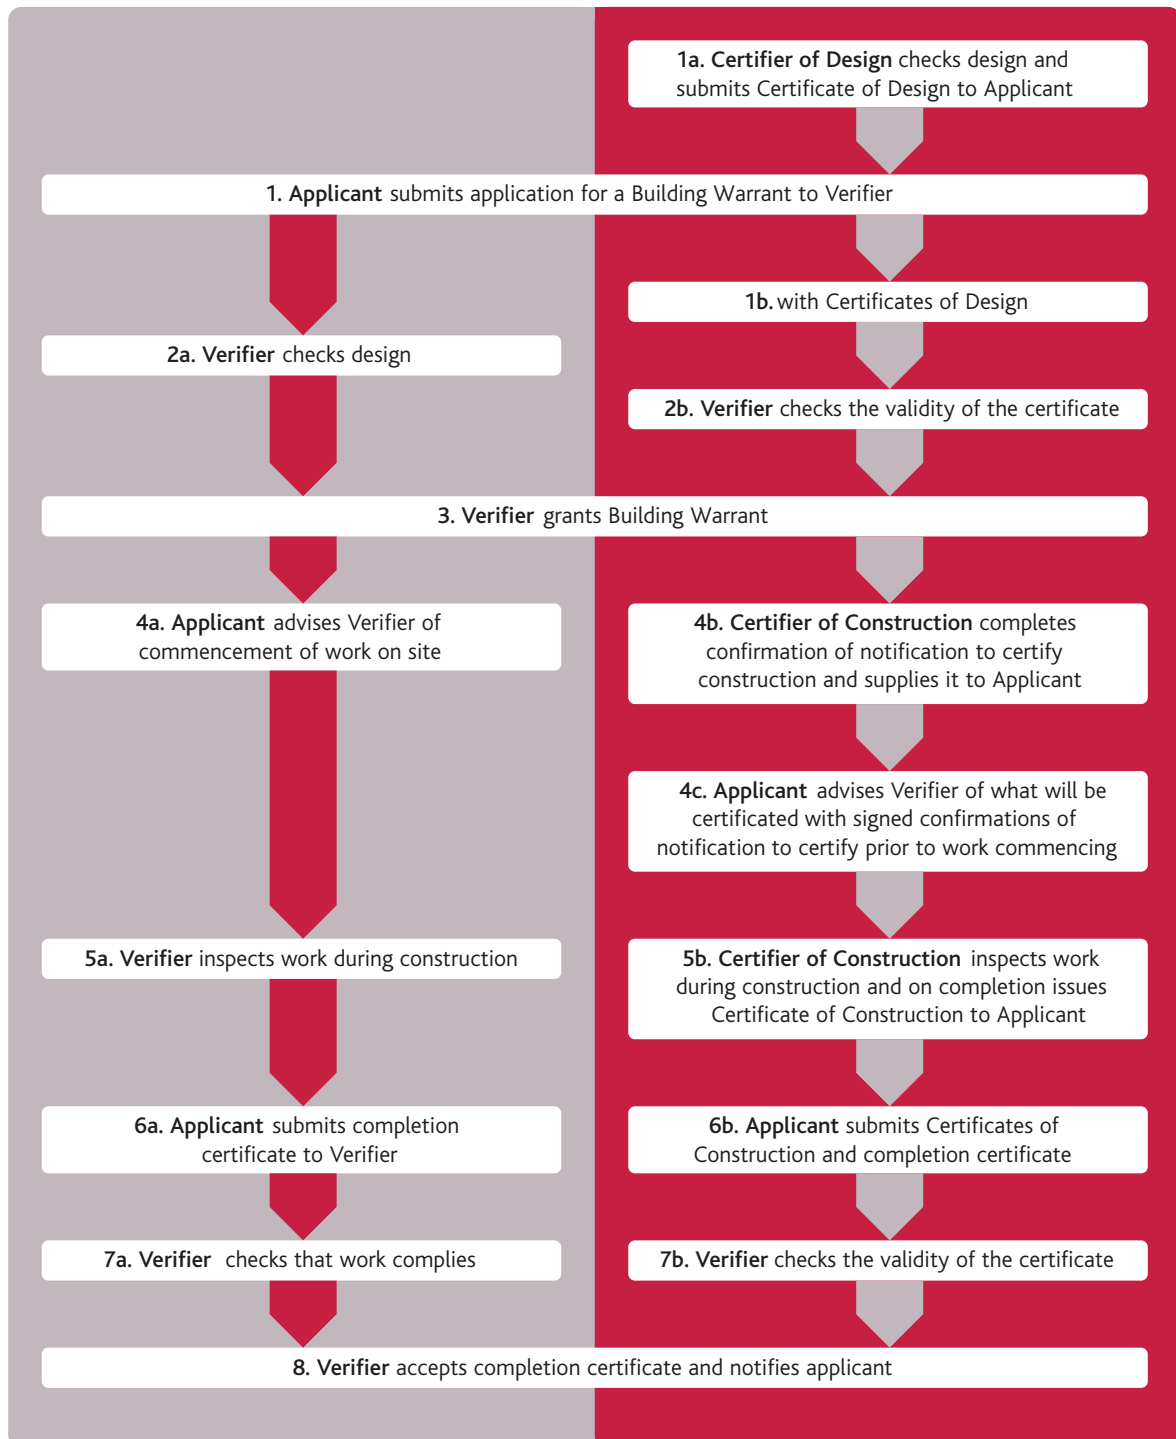 1a. Certifier of Design checks design and
submits Certificate of Design to Applicant
1. Applicant submits application for a Building Warrant to Verifier
1b. with Certificates of Design
2a. Verifier checks design
2b. Verifier checks the validity of the certificate
3. Verifier grants Building Warrant
4a. Applicant advises Verifier of
commencement of work on site
4b. Certifier of Construction completes
confirmation of notification to certify
construction and supplies it to Applicant
4c. Applicant advises Verifier of what will be
certificated with signed confirmations of
notification to certify prior to work commencing
5a. Verifier inspects work during construction
5b. Certifier of Construction inspects work
during construction and on completion issues
Certificate of Construction to Applicant
6a. Applicant submits completion
certificate to Verifier
6b. Applicant submits Certificates of
Construction and completion certificate
7a. Verifier checks that work complies
7b. Verifier checks the validity of the certificate
8. Verifier accepts completion certificate and notifies applicant